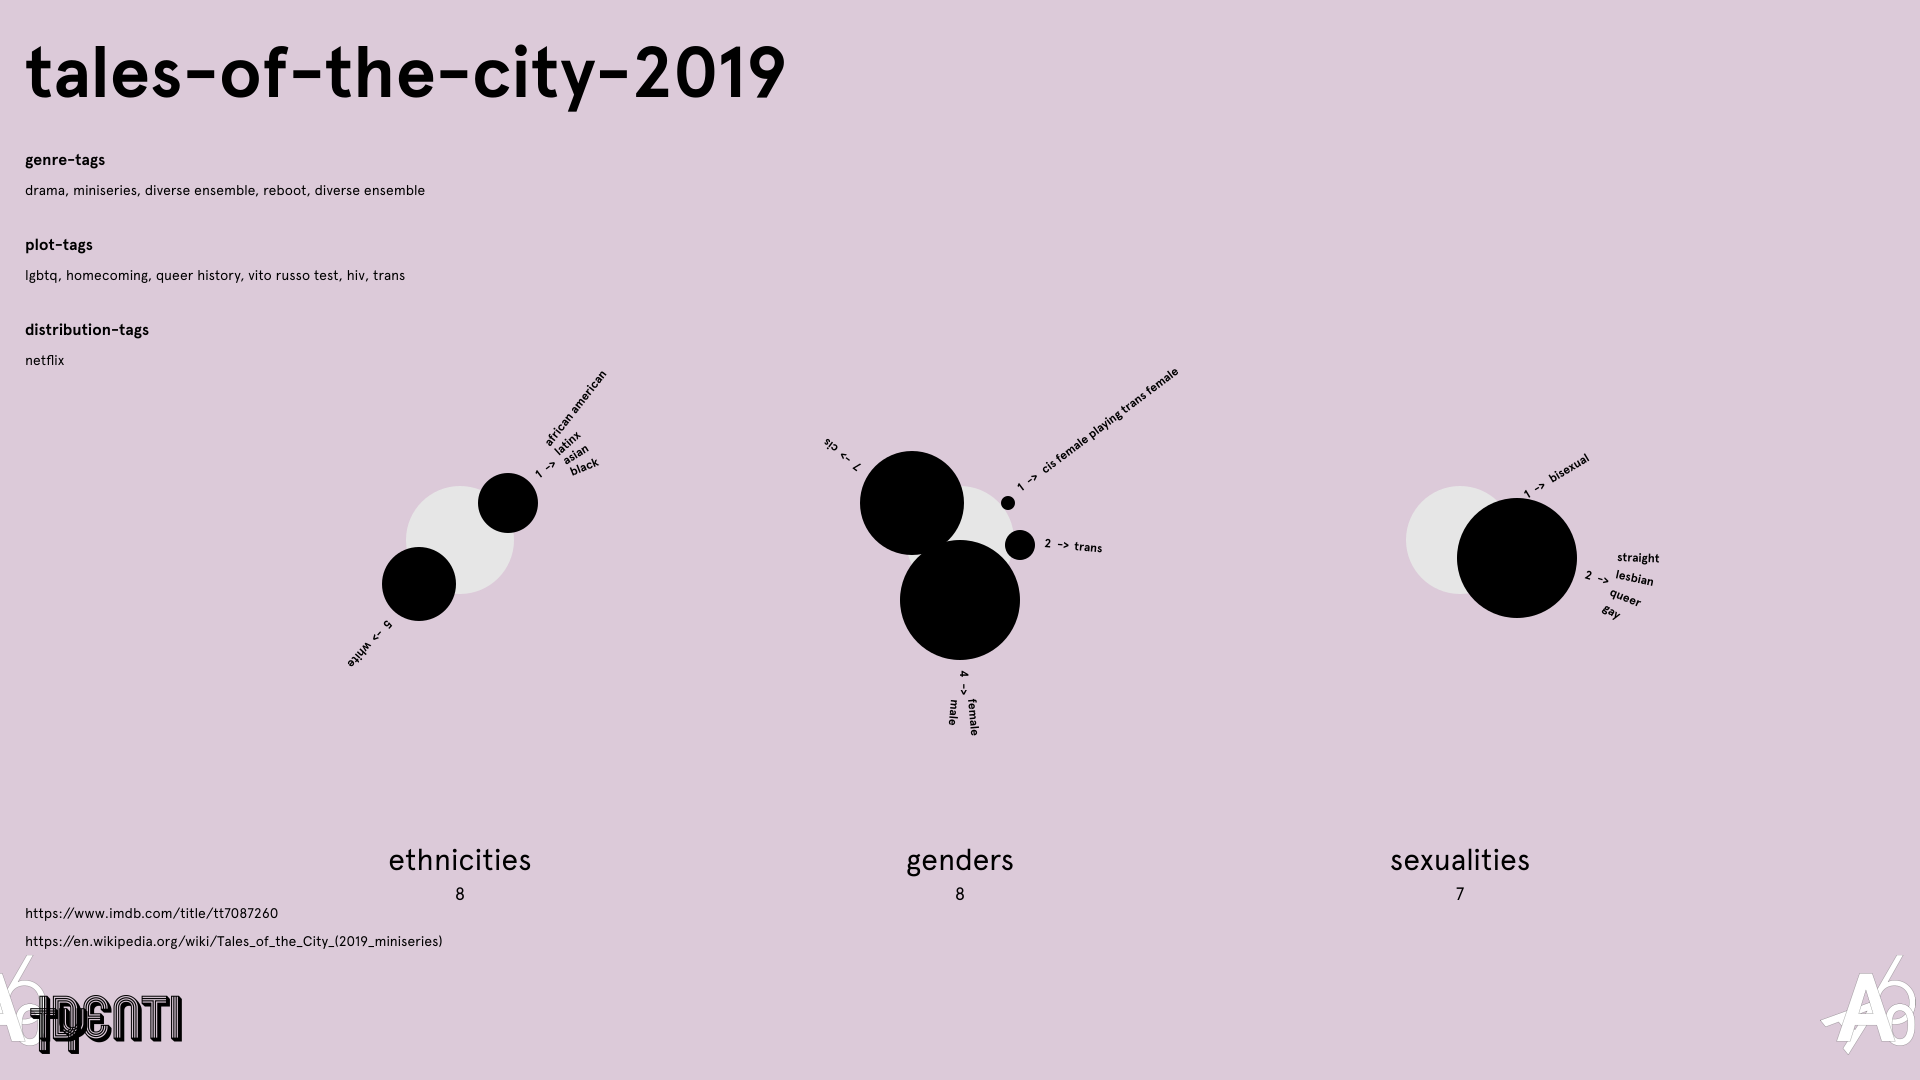 tales-of-the-city-2019
genre-tags
drama, miniseries, diverse ensemble, reboot, diverse ensemble
plot-tags
lgbtq, homecoming, queer history, vito russo test, hiv, trans
distribution-tags
netflix
1 -> african american
latinx
asian
black
5 -> white
7 -> cis
1 -> cis female playing trans female
2 -> trans
4 -> female
male
1 -> bisexual
2 -> straight
lesbian
queer
gay
ethnicities
8
genders
8
sexualities
7
https://www.imdb.com/title/tt7087260
https://en.wikipedia.org/wiki/Tales_of_the_City_(2019_miniseries)
IDENTI